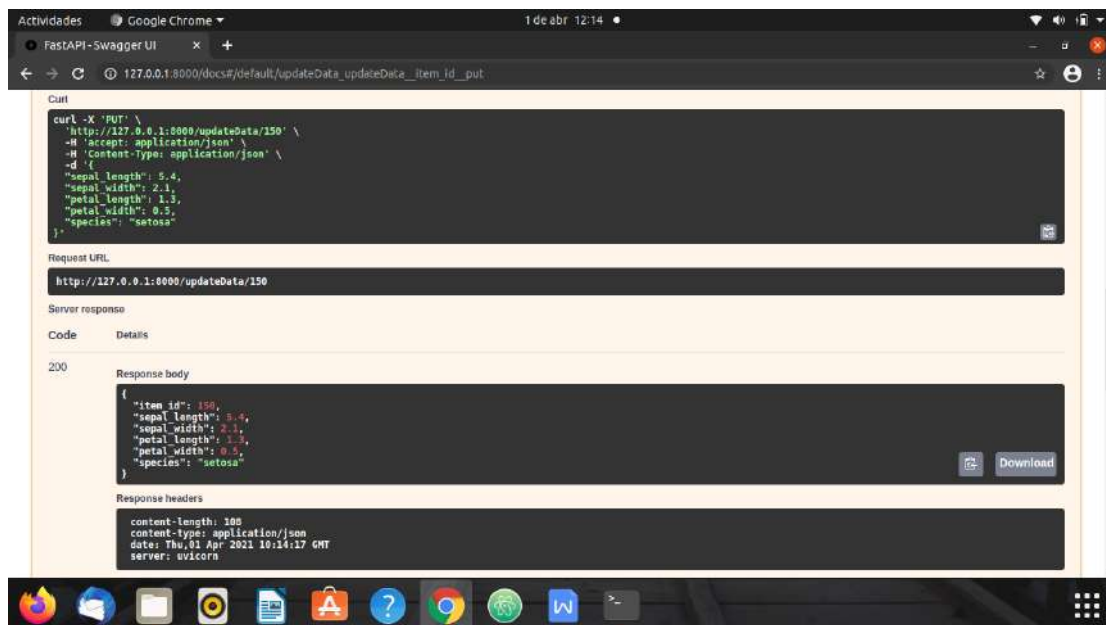 Actividades Google Chrome 1 de abr 12:14
FastAPI - Swagger UI
127.0.0.1:8000/docs#/default/updateData_updateData__item_id__put
Curl
curl -X 'PUT' \
'http://127.0.0.1:8000/updateData/150' \
-H 'accept: application/json' \
-H 'Content-Type: application/json' \
-d '{
"sepal_length": 5.4,
"sepal_width": 2.1,
"petal_length": 1.3,
"petal_width": 0.5,
"species": "setosa"
}'
Request URL
http://127.0.0.1:8000/updateData/150
Server response
Code Details
200
Response body
{
"item_id": 150,
"sepal_length": 5.4,
"sepal_width": 2.1,
"petal_length": 1.3,
"petal_width": 0.5,
"species": "setosa"
}
Download
Response headers
content-length: 108
content-type: application/json
date: Thu,01 Apr 2021 10:14:17 GMT
server: uvicorn